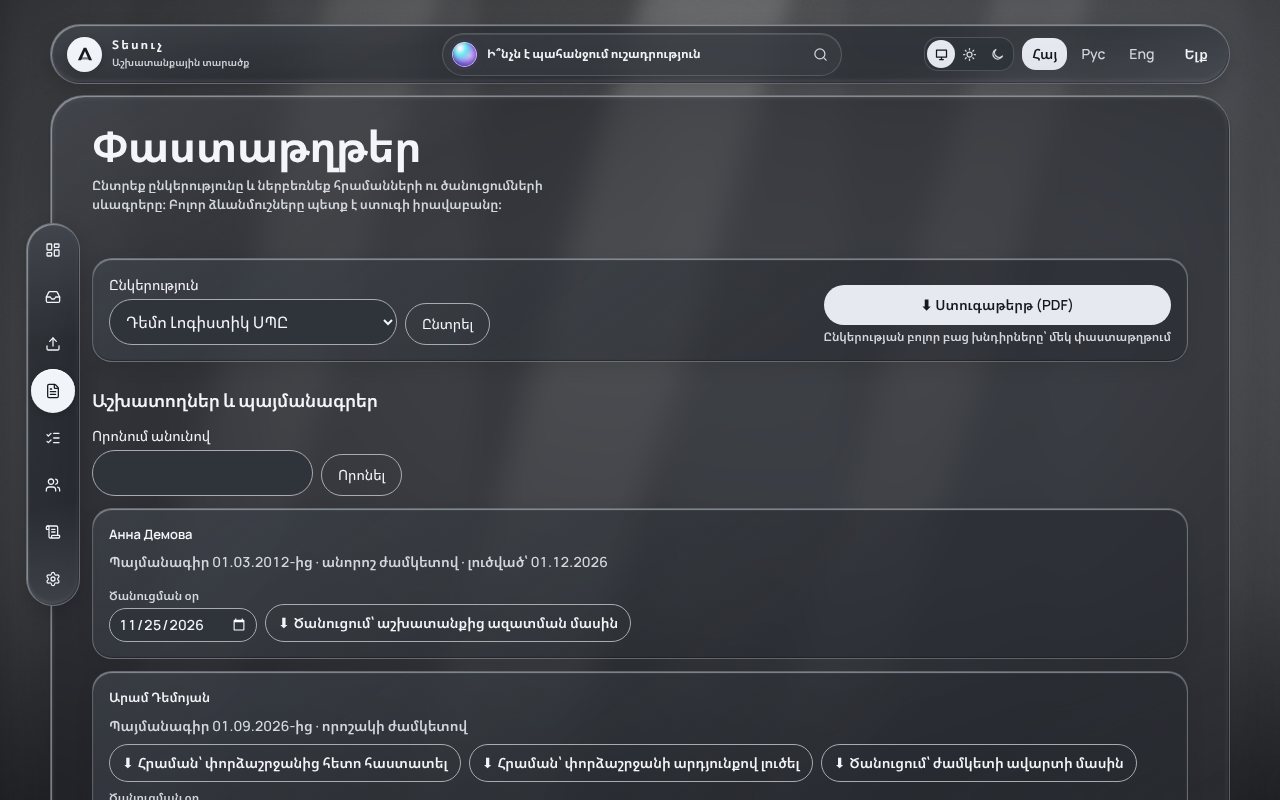 A
Տեսուչ
Աշխատանքային տարածք
Ի՞նչն է պահանջում ուշադրություն
Հայ
Рус
Eng
Ելք
Փաստաթղթեր
Ընտրեք ընկերությունը և ներբեռնեք հրամանների ու ծանուցումների
սևագրերը։ Բոլոր ձևանմուշները պետք է ստուգի իրավաբանը։
Ընկերություն
Դեմո Լոգիստիկ ՍՊԸ
Ընտրել
⬇ Ստուգաթերթ (PDF)
Ընկերության բոլոր բաց խնդիրները՝ մեկ փաստաթղթում
Աշխատողներ և պայմանագրեր
Որոնում անունով
Որոնել
Анна Демова
Պայմանագիր 01.03.2012-ից · անորոշ ժամկետով · լուծված՝ 01.12.2026
Ծանուցման օր
11/25/2026
⬇ Ծանուցում՝ աշխատանքից ազատման մասին
Արամ Դեմոյան
Պայմանագիր 01.09.2026-ից · որոշակի ժամկետով
⬇ Հրաման՝ փորձաշրջանից հետո հաստատել
⬇ Հրաման՝ փորձաշրջանի արդյունքով լուծել
⬇ Ծանուցում՝ ժամկետի ավարտի մասին
Ծանուցման օր